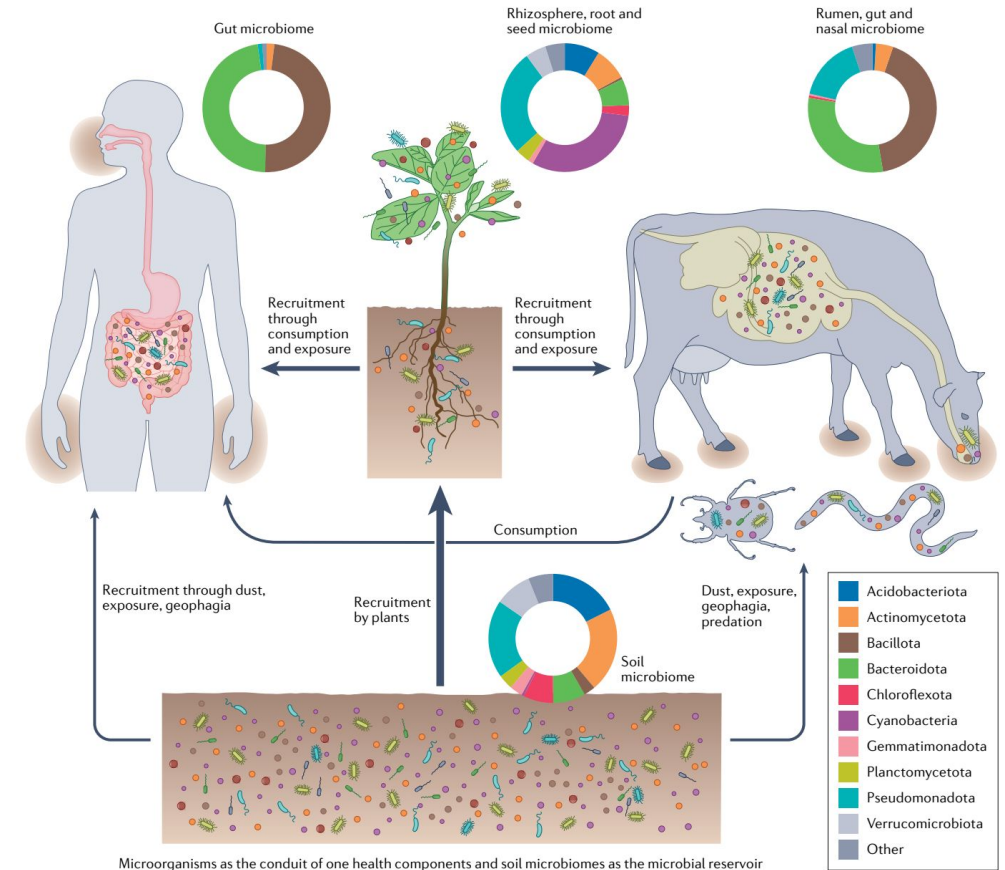 Gut microbiome
Rhizosphere, root and
seed microbiome
Rumen, gut and
nasal microbiome
Recruitment
through
consumption
and exposure
Recruitment
through
consumption
and exposure
Consumption
Recruitment through dust,
exposure, geophagia
Recruitment
by plants
Dust, exposure,
geophagia,
predation
Soil
microbiome
Acidobacteriota
Actinomycetota
Bacillota
Bacteroidota
Chloroflexota
Cyanobacteria
Gemmatimonadota
Planctomycetota
Pseudomonadota
Verrucomicrobiota
Other
Microorganisms as the conduit of one health components and soil microbiomes as the microbial reservoir